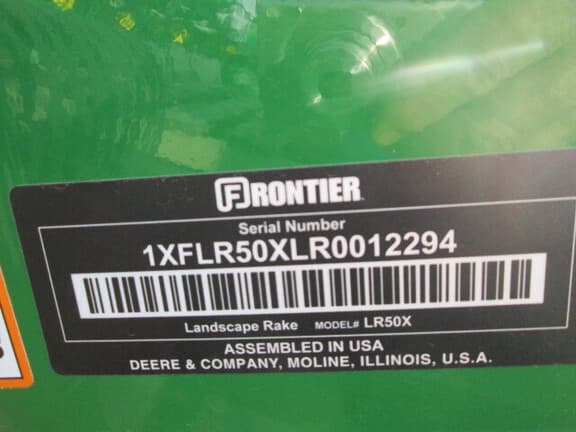 FRONTIER
Serial Number
1XFLR50XLR0012294
Landscape Rake MODEL# LR50X
ASSEMBLED IN USA
DEERE & COMPANY, MOLINE, ILLINOIS, U.S.A.